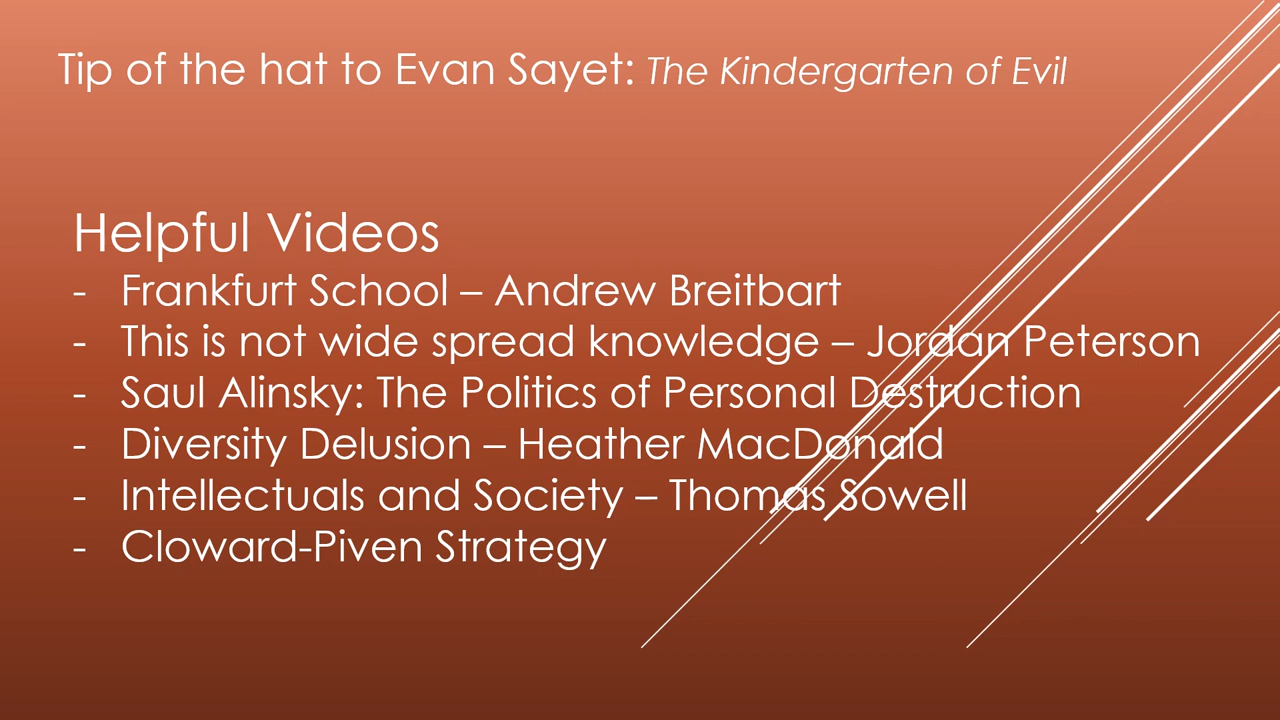 Tip of the hat to Evan Sayet: The Kindergarten of Evil
Helpful Videos
- Frankfurt School – Andrew Breitbart
- This is not wide spread knowledge – Jordan Peterson
- Saul Alinsky: The Politics of Personal Destruction
- Diversity Delusion – Heather MacDonald
- Intellectuals and Society – Thomas Sowell
- Cloward-Piven Strategy